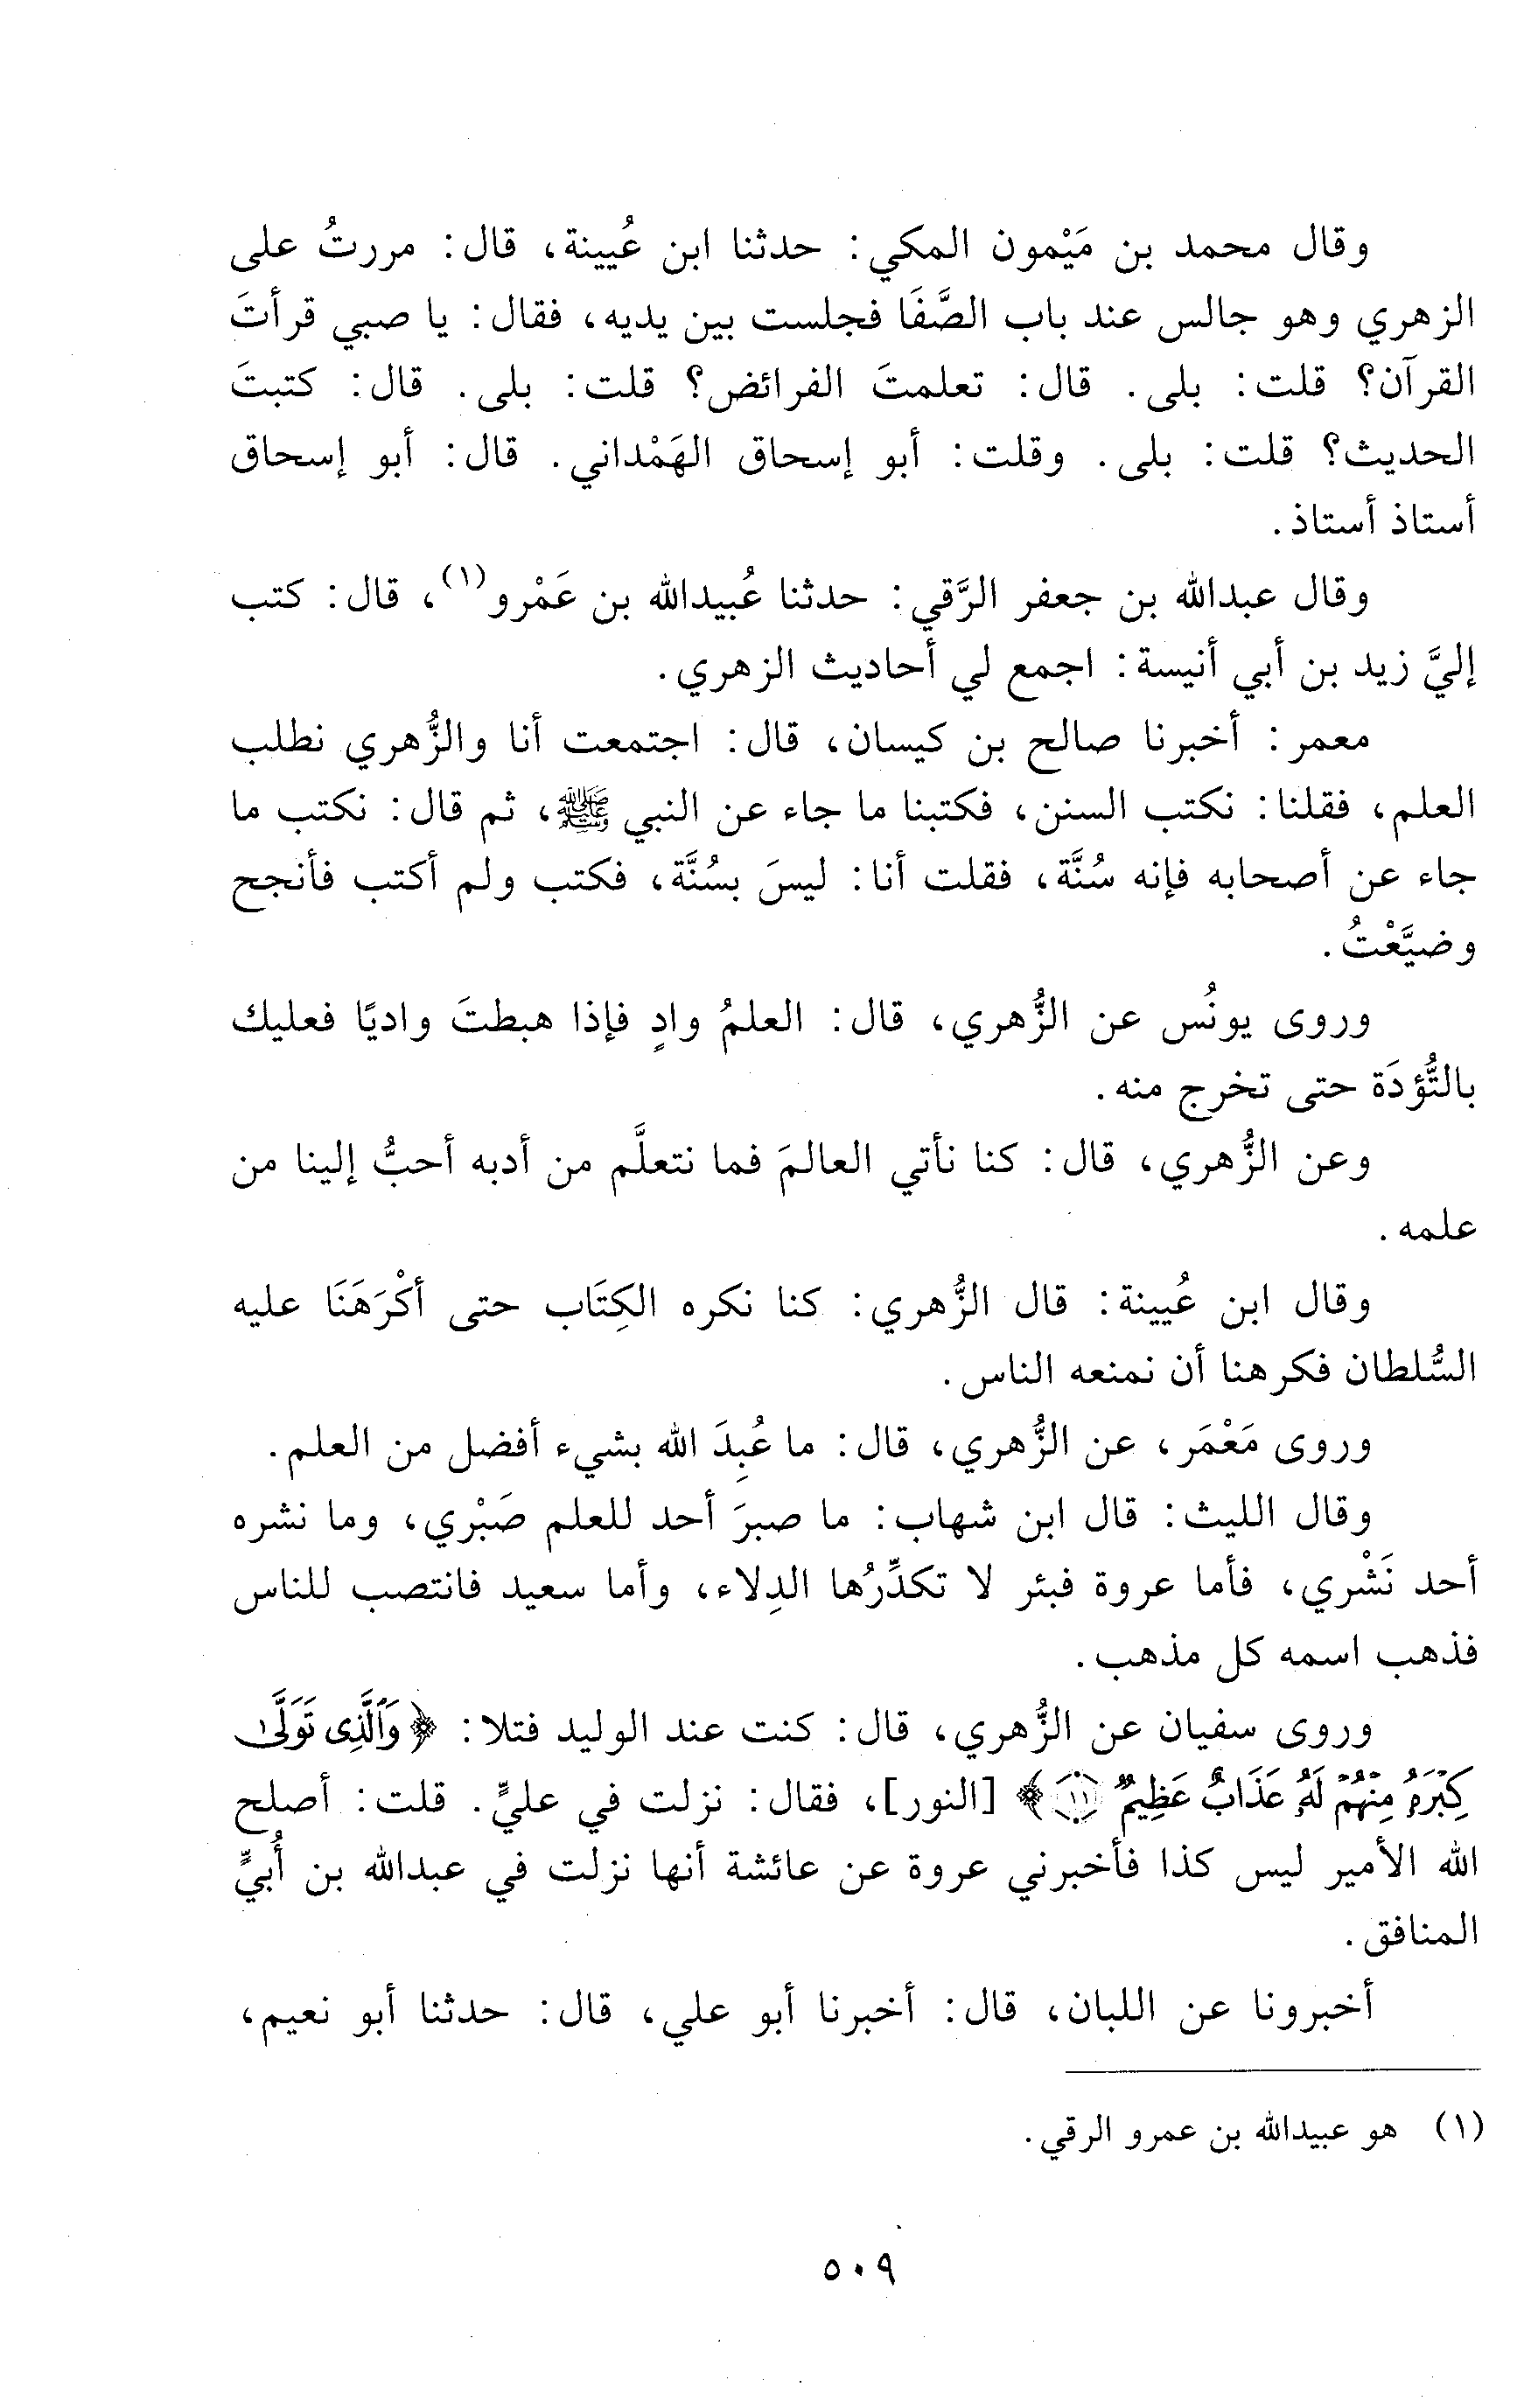 وقال محمد بن مَيْمون المكي: حدثنا ابن عُيينة، قال: مررتُ على
الزهري وهو جالس عند باب الصَّفَا فجلست بين يديه، فقال: يا صبي قرأتَ
القرآن؟ قلت: بلى. قال: تعلمتَ الفرائض؟ قلت: بلى. قال: كتبتَ
الحديث؟ قلت: بلى. وقلت: أبو إسحاق الهَمْداني. قال: أبو إسحاق
أستاذ أستاذ.
وقال عبدالله بن جعفر الرَّقي: حدثنا عُبيدالله بن عَمْرو(١)، قال: كتب
إليَّ زيد بن أبي أنيسة: اجمع لي أحاديث الزهري.
معمر: أخبرنا صالح بن كيسان، قال: اجتمعت أنا والزُّهري نطلب
العلم، فقلنا: نكتب السنن، فكتبنا ما جاء عن النبي ﷺ، ثم قال: نكتب ما
جاء عن أصحابه فإنه سُنَّة، فقلت أنا: ليسَ بسُنَّة، فكتب ولم أكتب فأنجح
وضيَّعْتُ.
وروى يونُس عن الزُّهري، قال: العلمُ وادٍ فإذا هبطتَ واديًا فعليك
بالتُّؤدَة حتى تخرج منه.
وعن الزُّهري، قال: كنا نأتي العالمَ فما نتعلَّم من أدبه أحبُّ إلينا من
علمه.
وقال ابن عُيينة: قال الزُّهري: كنا نكره الكِتَاب حتى أكْرَهَنَا عليه
السُّلطان فكرهنا أن نمنعه الناس.
وروى مَعْمَر، عن الزُّهري، قال: ما عُبِدَ الله بشيء أفضل من العلم.
وقال الليث: قال ابن شهاب: ما صبرَ أحد للعلم صَبْري، وما نشره
أحد نَشْري، فأما عروة فبئر لا تكدِّرُها الدِلاء، وأما سعيد فانتصب للناس
فذهب اسمه كل مذهب.
وروى سفيان عن الزُّهري، قال: كنت عند الوليد فتلا: ﴿وَٱلَّذِى تَوَلَّىٰ
كِبْرَهُۥ مِنْهُمْ لَهُۥ عَذَابٌ عَظِيمٌ ١١﴾ [النور]، فقال: نزلت في عليٍّ. قلت: أصلح
الله الأمير ليس كذا فأخبرني عروة عن عائشة أنها نزلت في عبدالله بن أُبيٍّ
المنافق.
أخبرونا عن اللبان، قال: أخبرنا أبو علي، قال: حدثنا أبو نعيم،
(١) هو عبيدالله بن عمرو الرقي.
٥٠٩